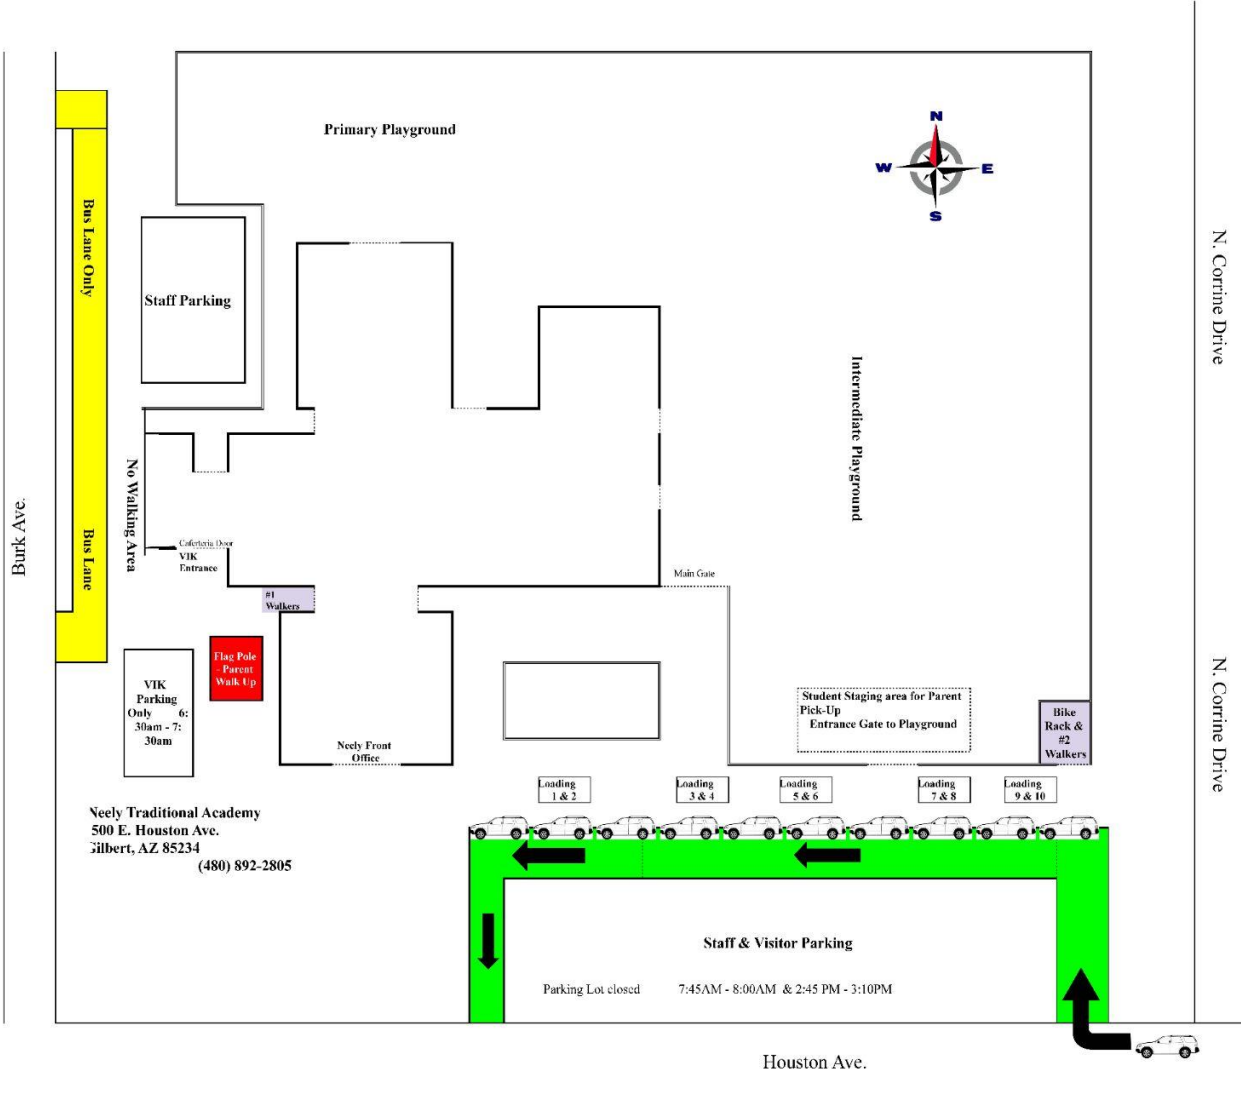 Primary Playground
N
W
E
S
Bus Lane Only
Staff Parking
N. Corrine Drive
Intermediate Playground
No Walking Area
Burk Ave.
Bus Lane
Caferteria Door
VIK
Entrance
#1
Walkers
Main Gate
Flag Pole
- Parent
Walk Up
VIK
Parking
Only 6:
30am - 7:
30am
Neely Front
Office
Student Staging area for Parent
Pick-Up
Entrance Gate to Playground
Bike
Rack &
#2
Walkers
N. Corrine Drive
Loading
1 & 2
Loading
3 & 4
Loading
5 & 6
Loading
7 & 8
Loading
9 & 10
Neely Traditional Academy
500 E. Houston Ave.
Gilbert, AZ 85234
(480) 892-2805
Staff & Visitor Parking
Parking Lot closed 7:45AM - 8:00AM & 2:45 PM - 3:10PM
Houston Ave.